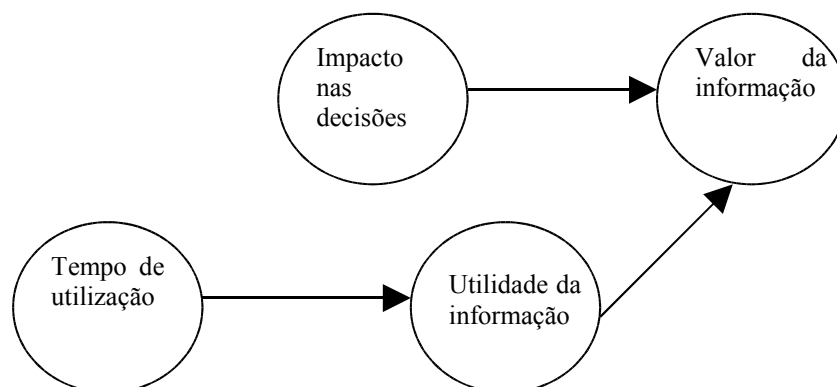 Impacto
nas
decisões
Valor da
informação
Tempo de
utilização
Utilidade da
informação